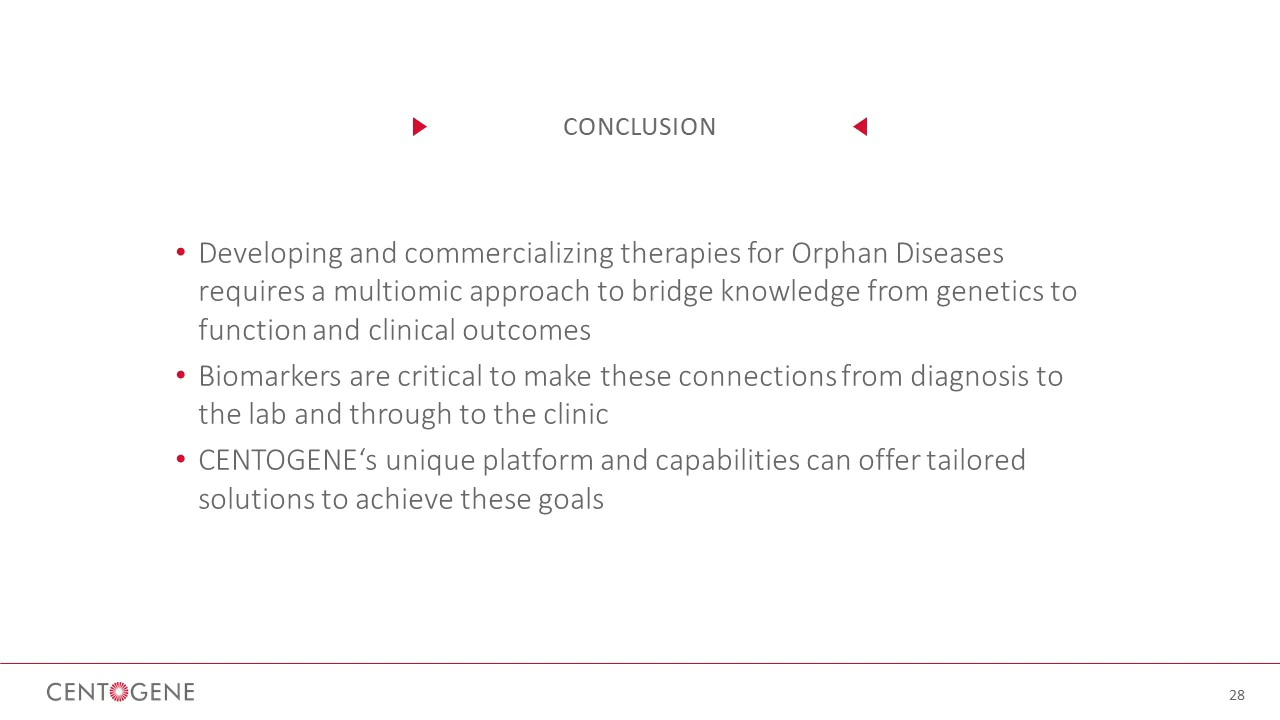 CONCLUSION
• Developing and commercializing therapies for Orphan Diseases
requires a multiomic approach to bridge knowledge from genetics to
function and clinical outcomes
• Biomarkers are critical to make these connections from diagnosis to
the lab and through to the clinic
• CENTOGENE‘s unique platform and capabilities can offer tailored
solutions to achieve these goals
CENTOGENE
28